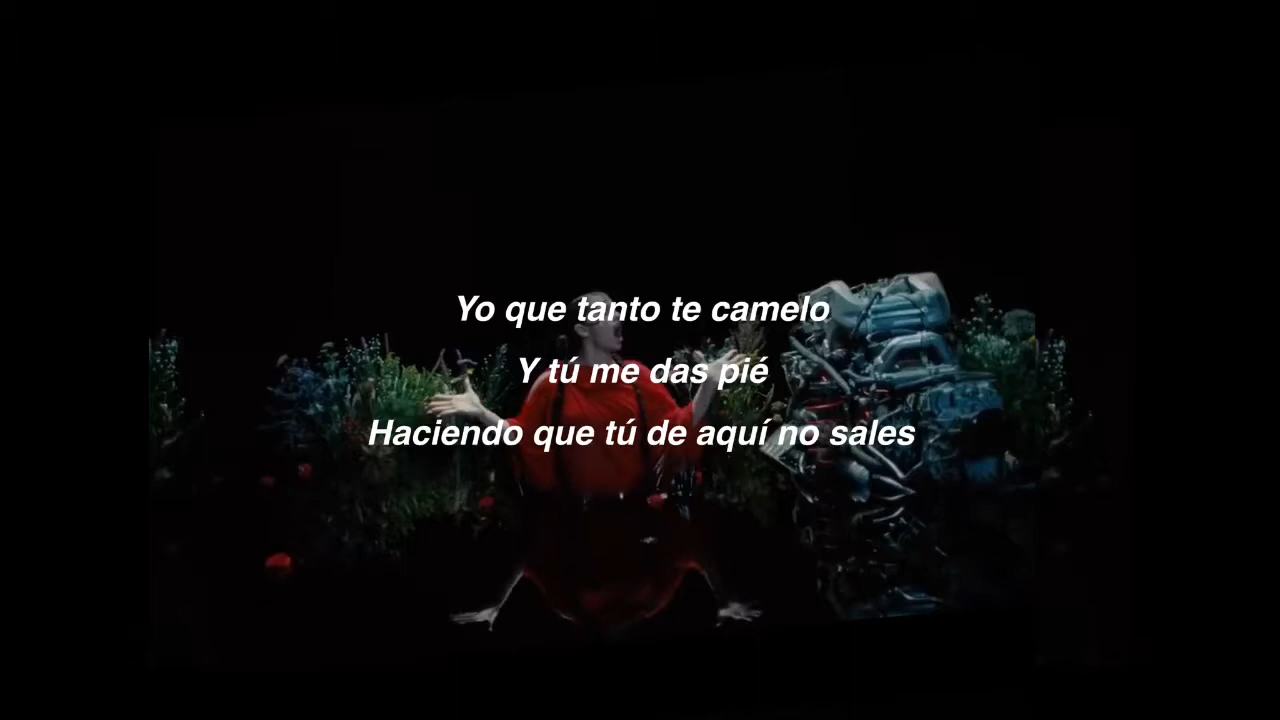 Yo que tanto te camelo
Y tú me das pié
Haciendo que tú de aquí no sales